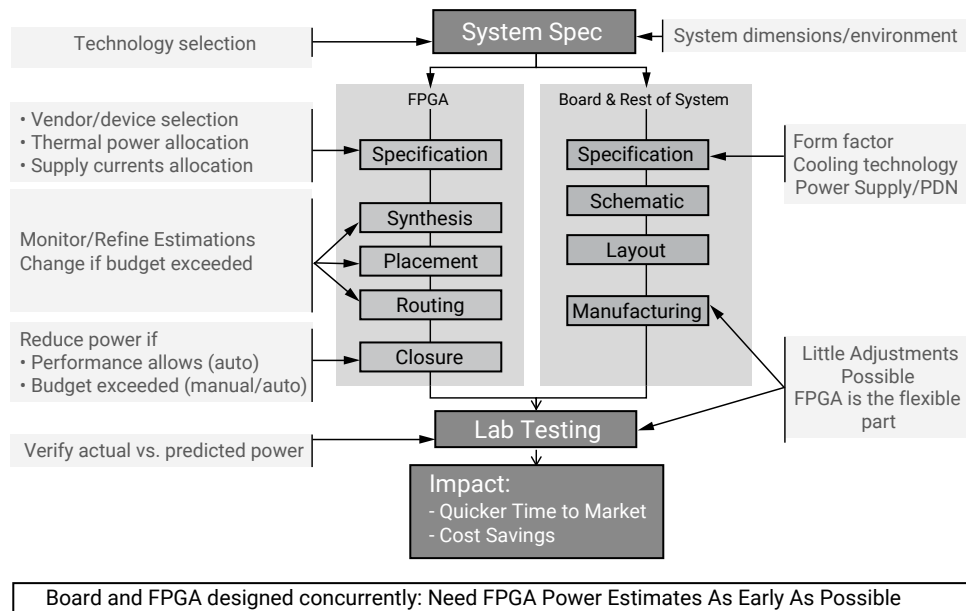 System Spec
Technology selection
System dimensions/environment
FPGA
Board & Rest of System
• Vendor/device selection
• Thermal power allocation
• Supply currents allocation
Specification
Specification
Form factor
Cooling technology
Power Supply/PDN
Schematic
Monitor/Refine Estimations
Change if budget exceeded
Synthesis
Placement
Routing
Layout
Manufacturing
Reduce power if
• Performance allows (auto)
• Budget exceeded (manual/auto)
Closure
Little Adjustments
Possible
FPGA is the flexible
part
Lab Testing
Verify actual vs. predicted power
Impact:
- Quicker Time to Market
- Cost Savings
Board and FPGA designed concurrently: Need FPGA Power Estimates As Early As Possible